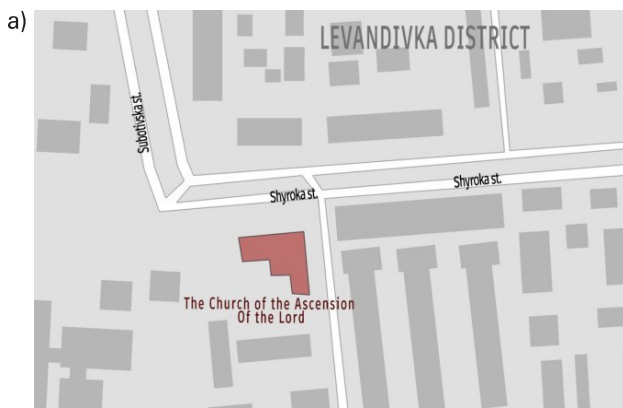 a)
LEVANDIVKA DISTRICT
Subotivska st.
Shyroka st.
Shyroka st.
The Church of the Ascension
Of the Lord